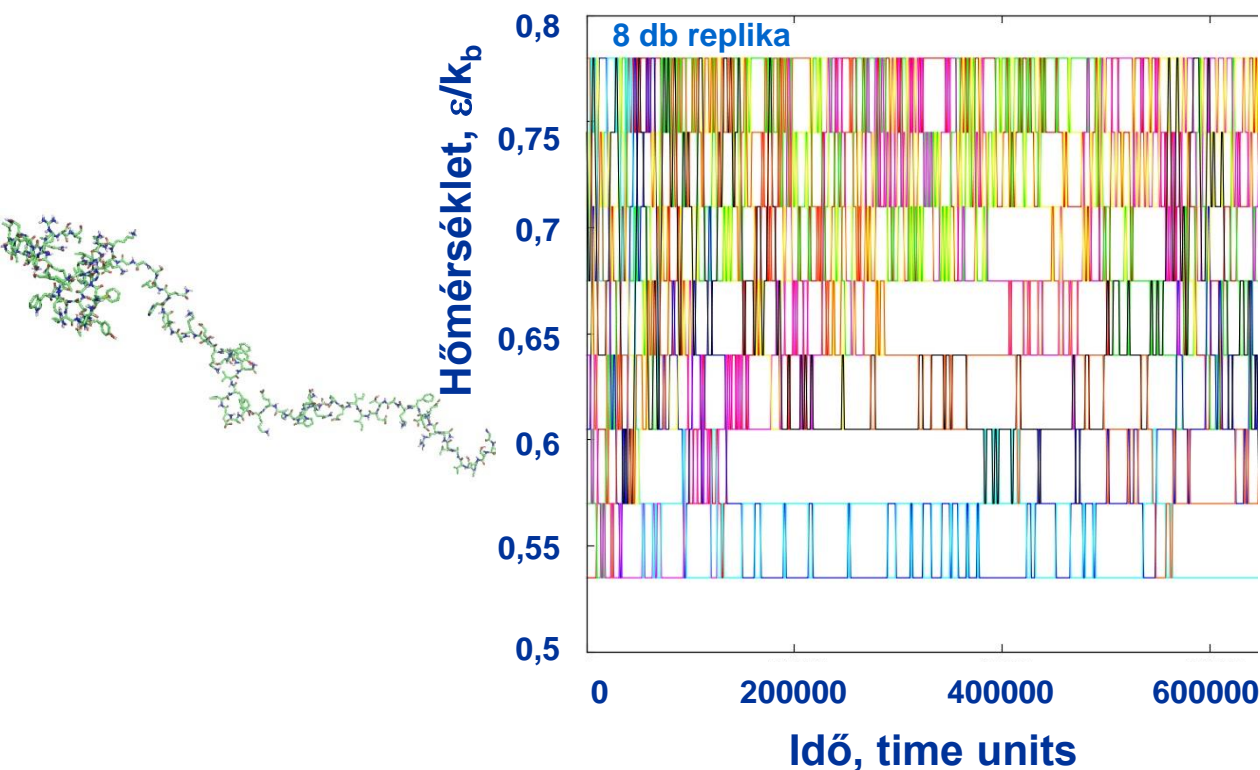 8 db replika
Hőmérséklet, ε/kb
0,8
0,75
0,7
0,65
0,6
0,55
0,5
0 200000 400000 600000
Idő, time units